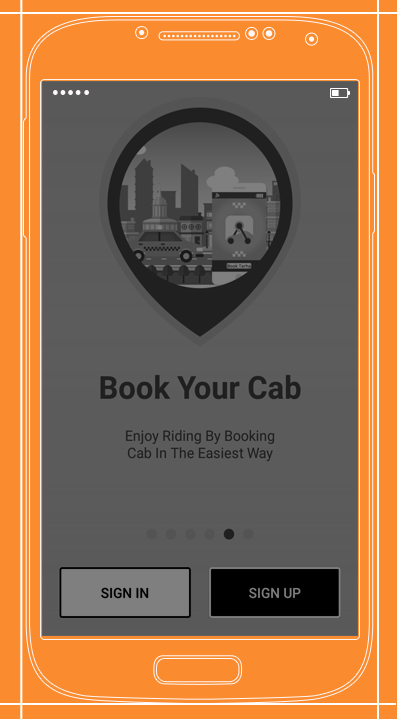 Book Your Cab
Enjoy Riding By Booking
Cab In The Easiest Way
SIGN IN
SIGN UP